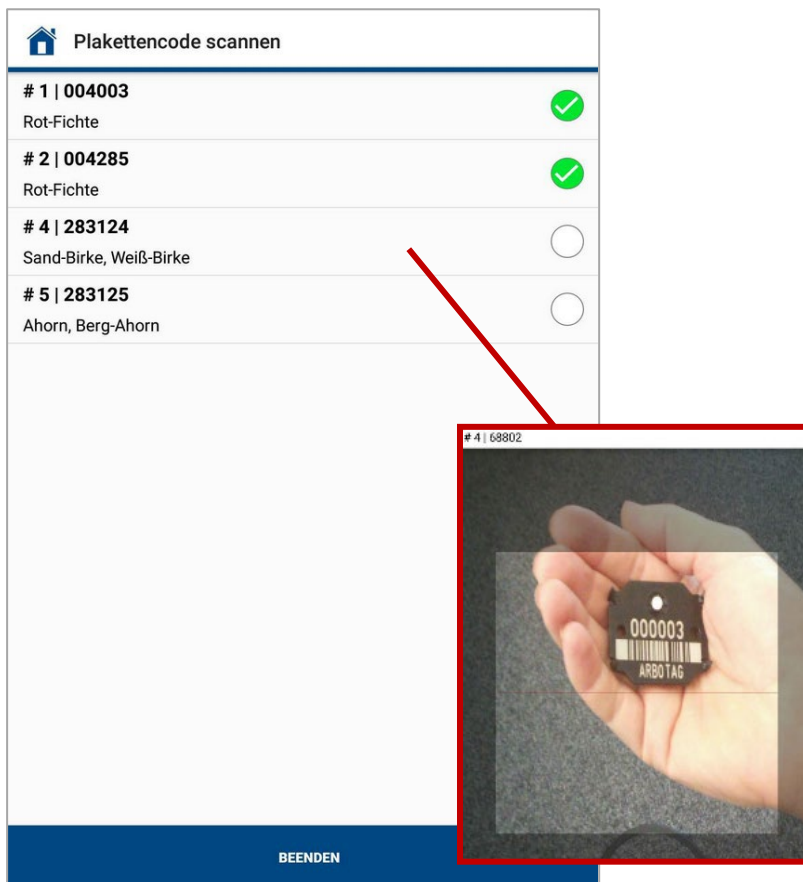 Plakettencode scannen
# 1 | 004003
Rot-Fichte
# 2 | 004285
Rot-Fichte
# 4 | 283124
Sand-Birke, Weiß-Birke
# 5 | 283125
Ahorn, Berg-Ahorn
# 4 | 68802
000003
ARBO TAG
BEENDEN